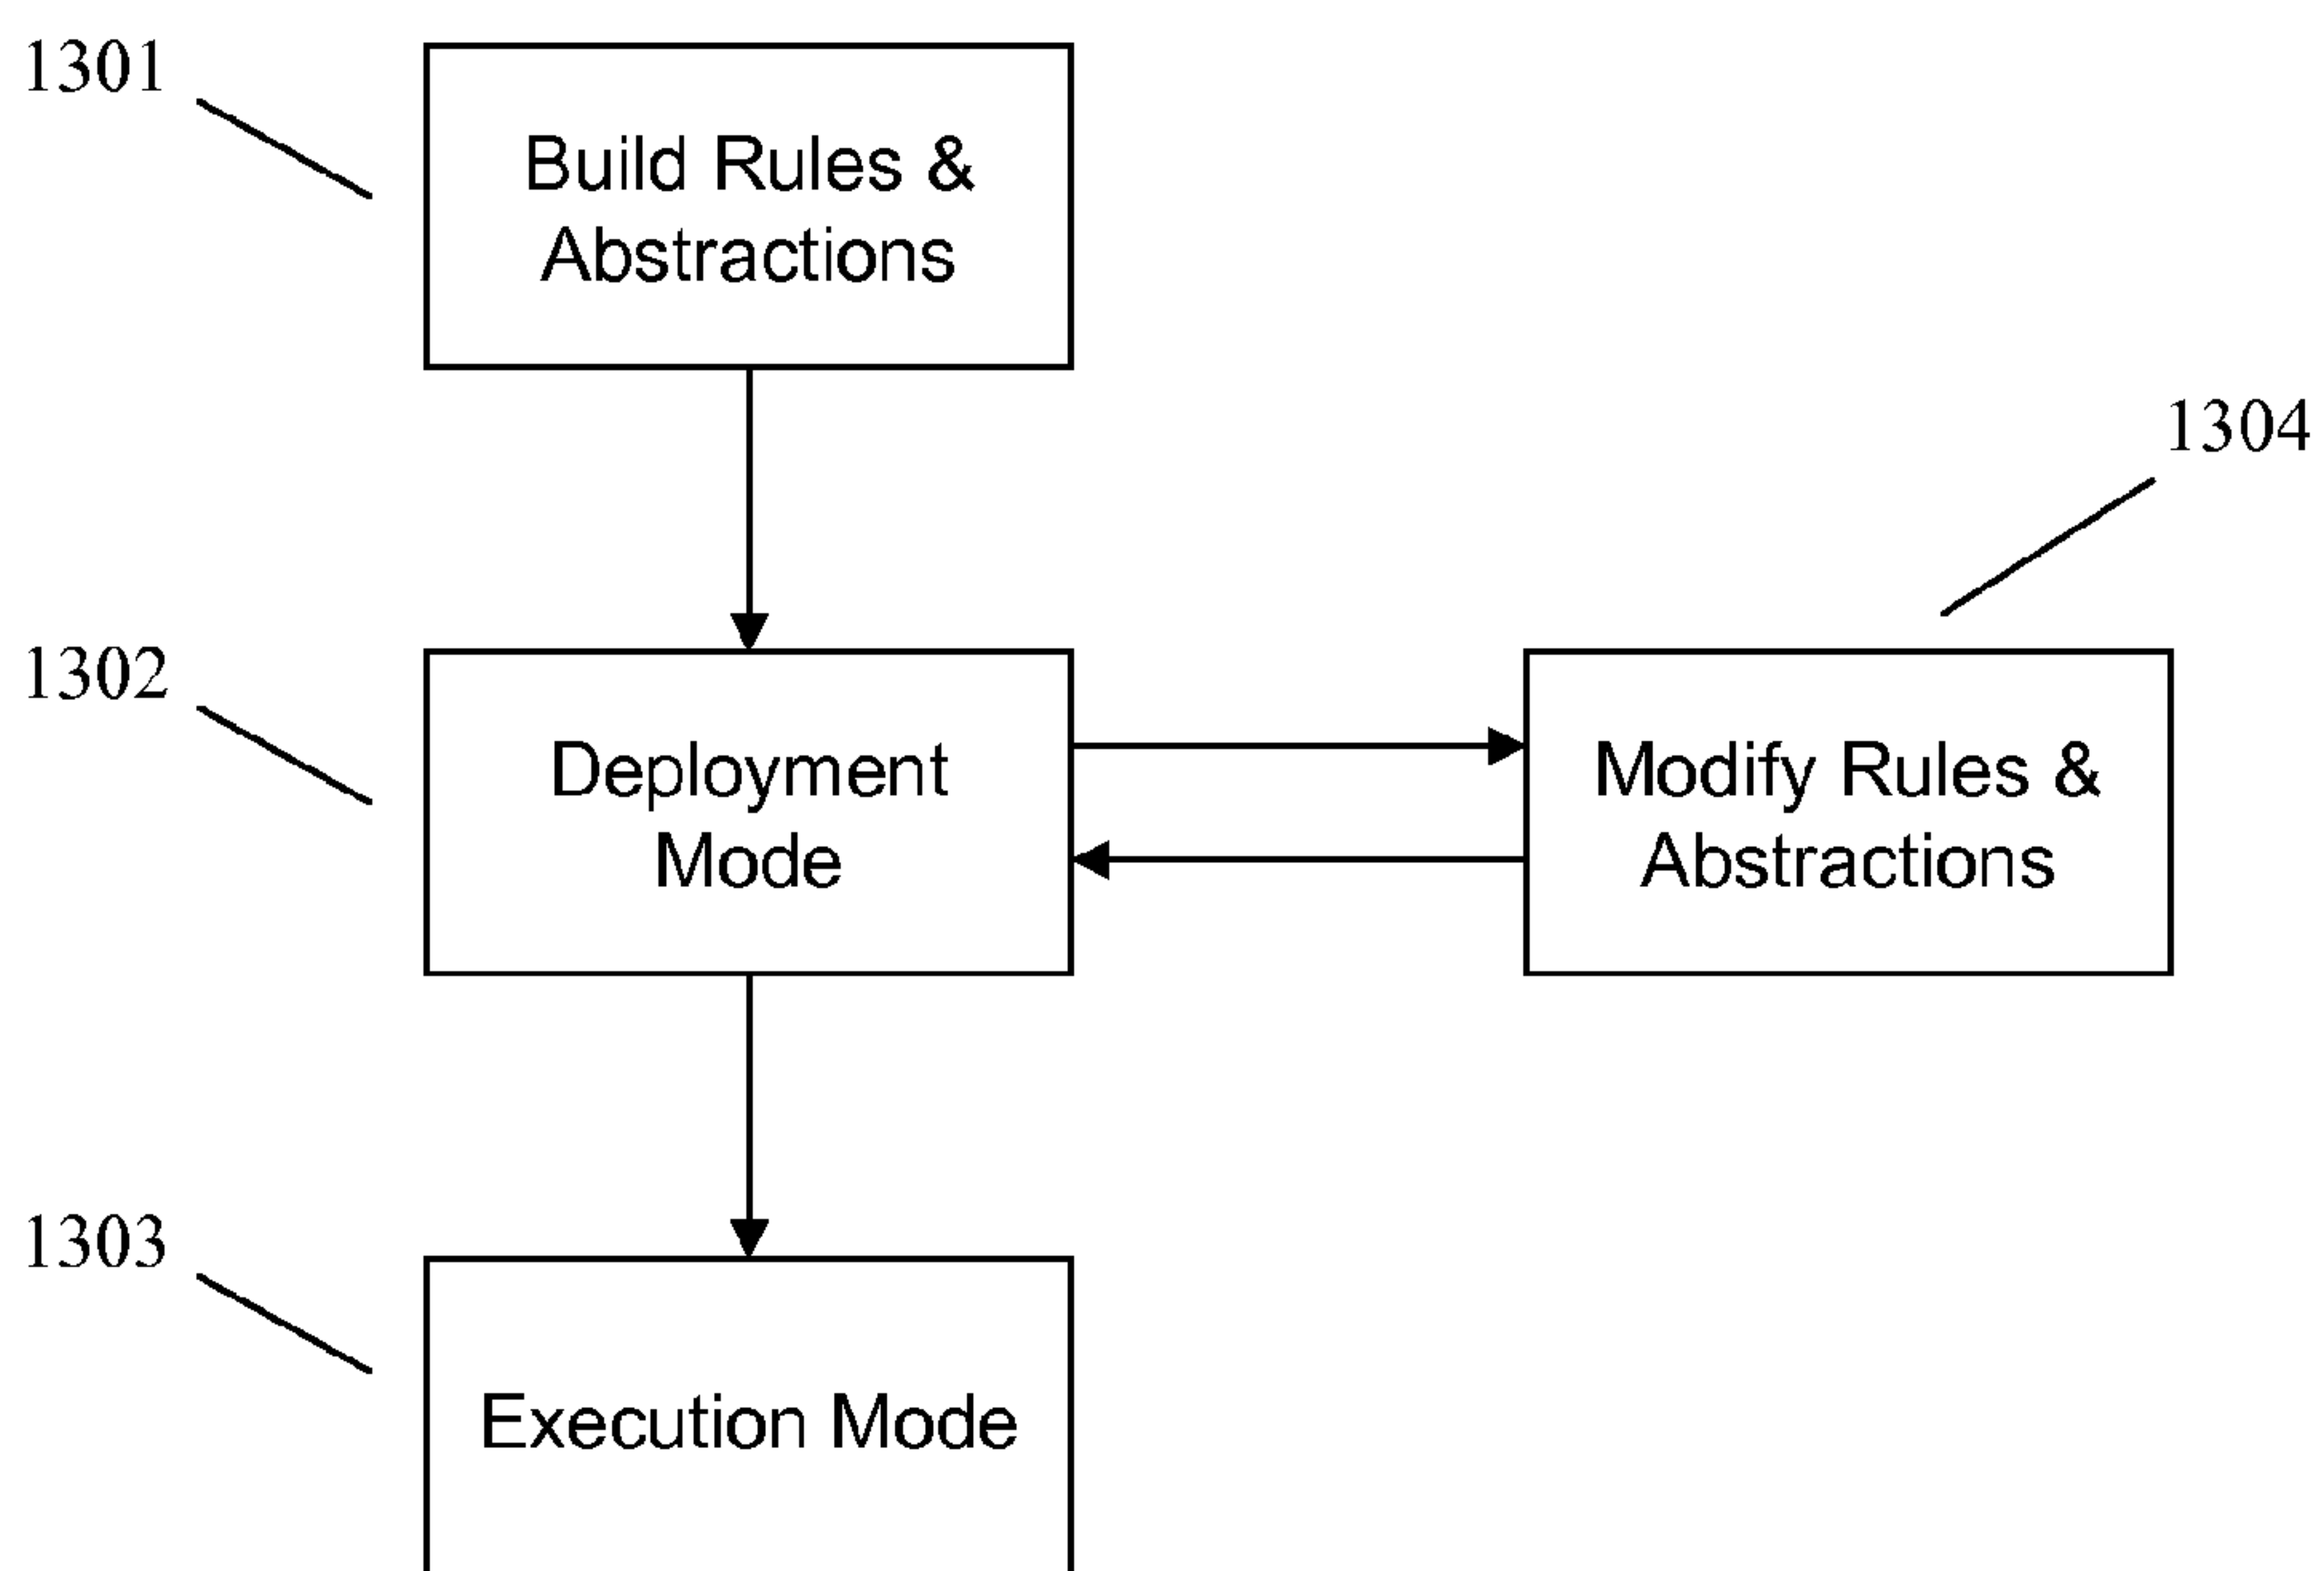 1301
Build Rules &
Abstractions
1304
1302
Deployment
Mode
Modify Rules &
Abstractions
1303
Execution Mode